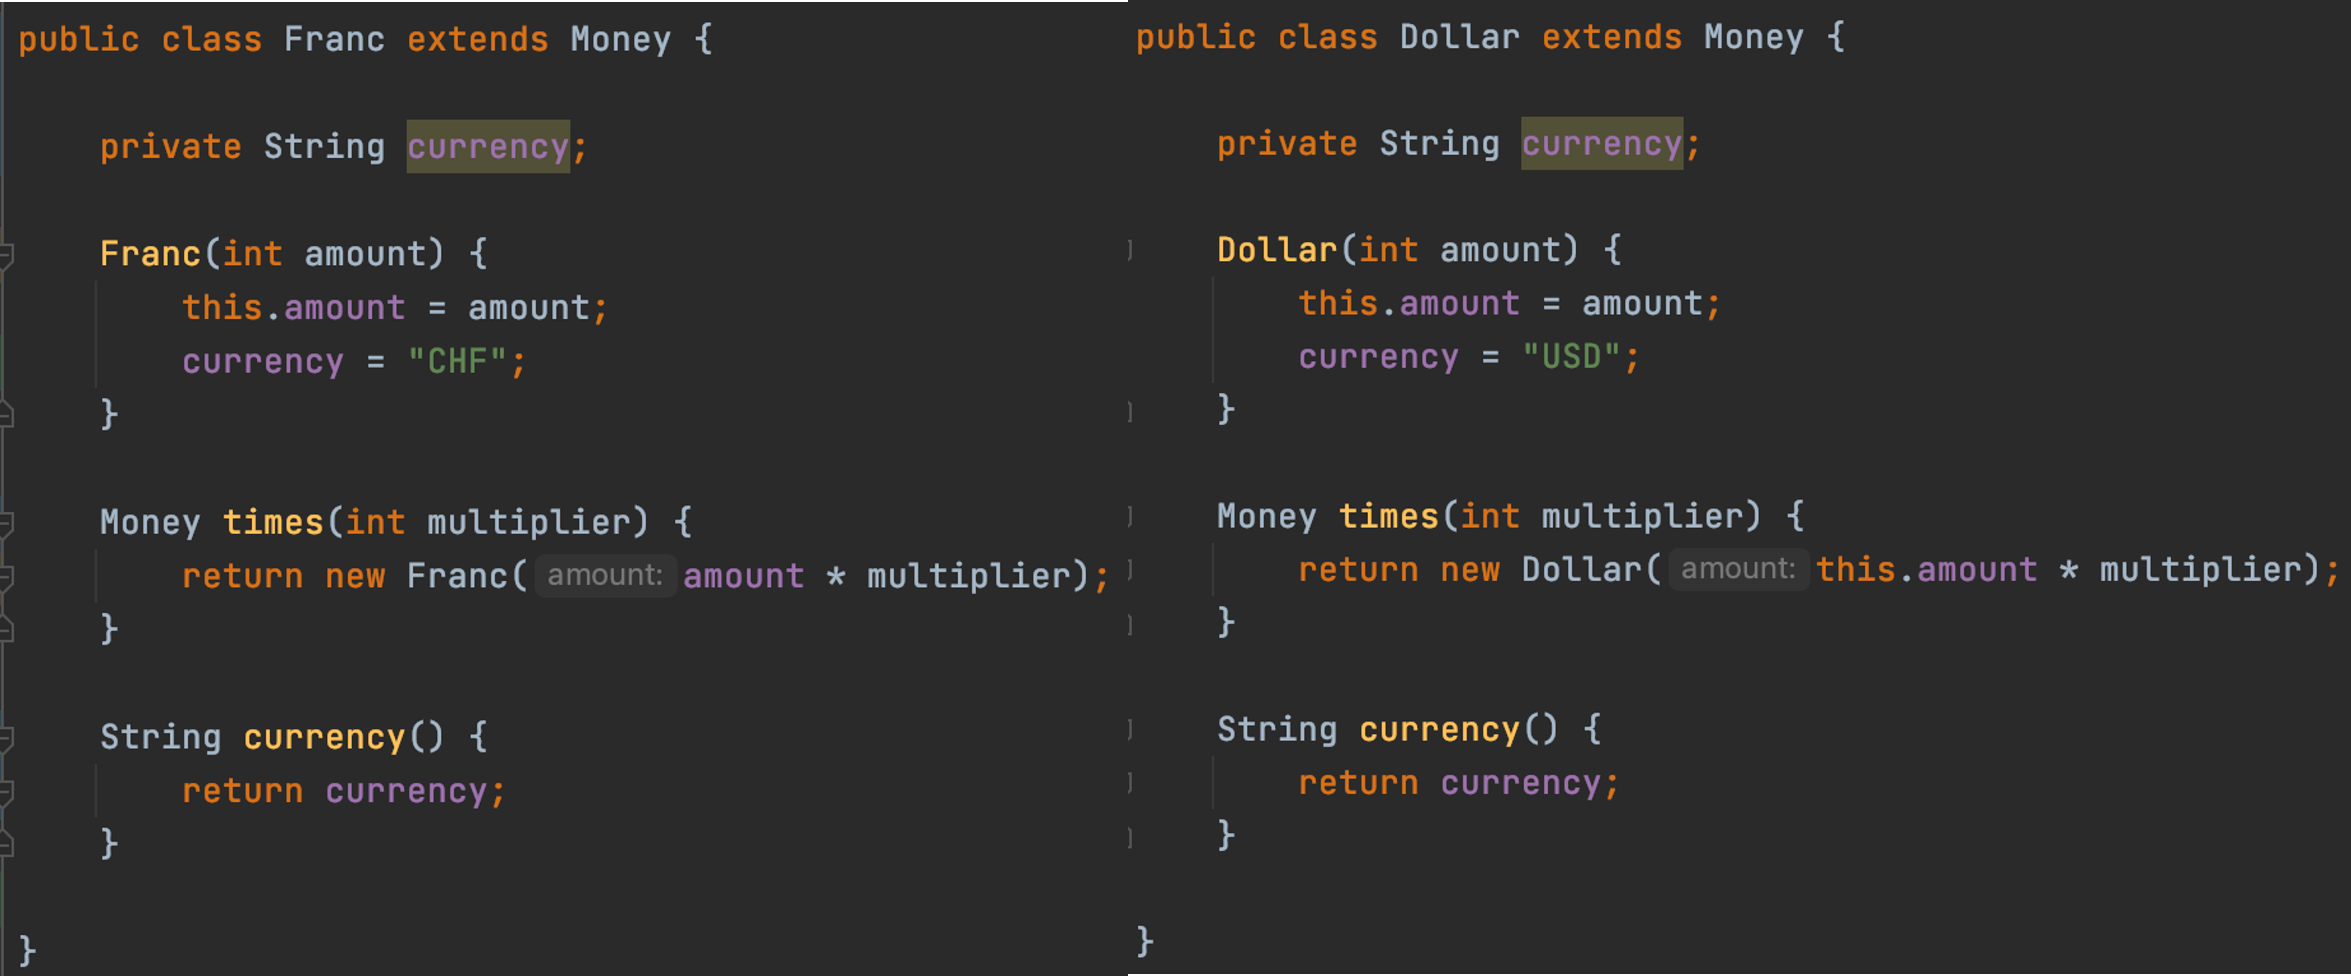 public class Franc extends Money {
private String currency;
Franc(int amount) {
this.amount = amount;
currency = "CHF";
}
Money times(int multiplier) {
return new Franc( amount: amount * multiplier);
}
String currency() {
return currency;
}
}
public class Dollar extends Money {
private String currency;
Dollar(int amount) {
this.amount = amount;
currency = "USD";
}
Money times(int multiplier) {
return new Dollar( amount: this.amount * multiplier);
}
String currency() {
return currency;
}
}